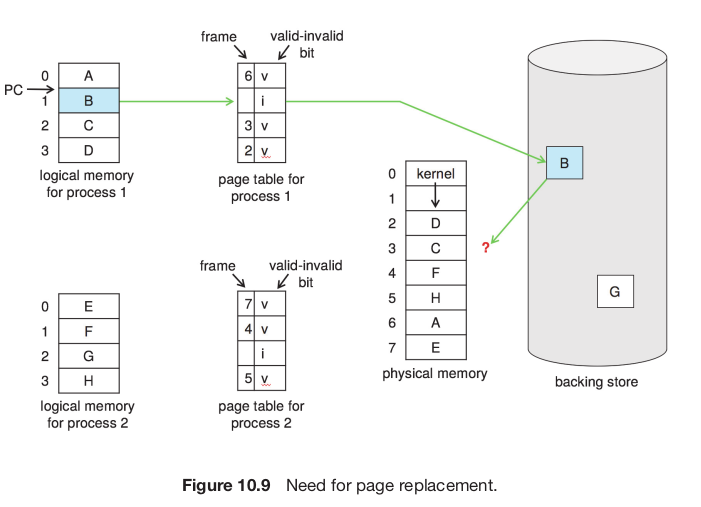 frame valid-invalid
bit
0 A
PC
1 B
2 C
3 D
logical memory
for process 1
6 v
i
3 v
2 v
page table for
process 1
0 kernel
1
2 D
3 C
4 F
5 H
6 A
7 E
physical memory
?
B
G
backing store
0 E
1 F
2 G
3 H
logical memory
for process 2
frame valid-invalid
bit
7 v
4 v
i
5 v
page table for
process 2
Figure 10.9 Need for page replacement.